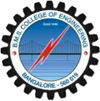 B.M.S. COLLEGE OF ENGINEERING
BANGALORE - 560 019